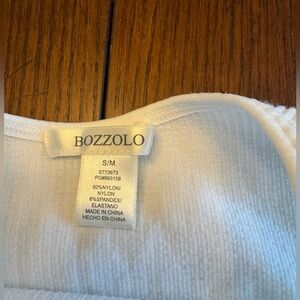 BOZZOLO
S/M
ST73673
PO#993158
92%NYLON/
NYLON
8%SPANDEX/
ELASTANO
MADE IN CHINA
HECHO EN CHINA